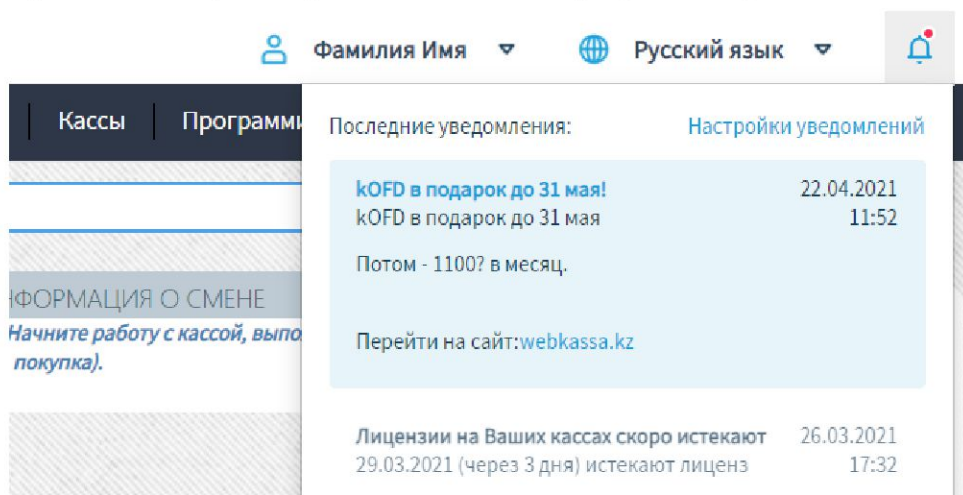 Фамилия Имя
Русский язык
Кассы
Программи
Последние уведомления:
Настройки уведомлений
kOFD в подарок до 31 мая!
22.04.2021
kOFD в подарок до 31 мая
11:52
Потом - 1100? в месяц.
НФОРМАЦИЯ О СМЕНЕ
Начните работу с кассой, выпо
покупка).
Перейти на сайт:webkassa.kz
Лицензии на Ваших кассах скоро истекают
26.03.2021
29.03.2021 (через 3 дня) истекают лиценз
17:32